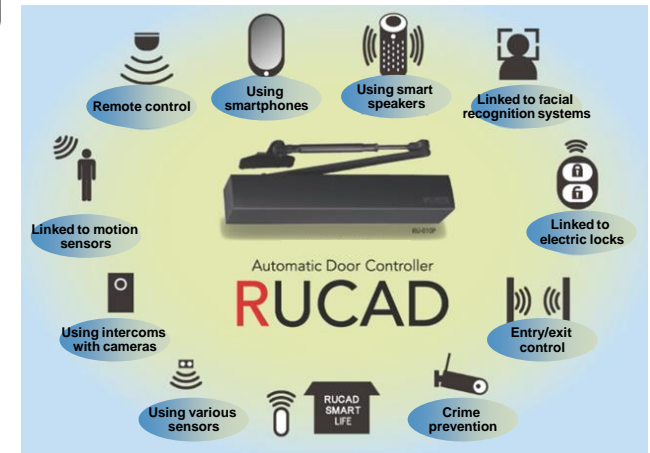 Remote control
Using
smartphones
Using smart
speakers
Linked to facial
recognition systems
Linked to motion
sensors
Linked to
electric locks
Automatic Door Controller
RUCAD
Using intercoms
with cameras
Entry/exit
control
Using various
sensors
RUCAD
SMART
LIFE
Crime
prevention